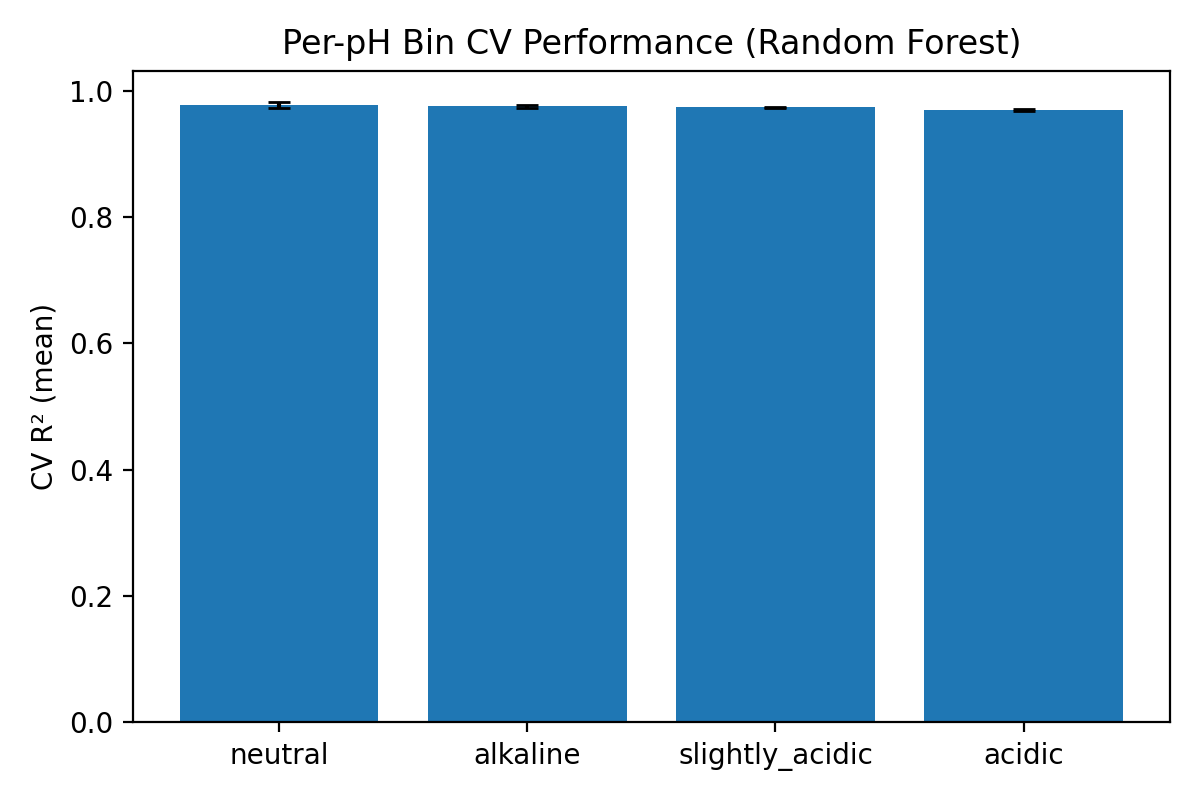 Per-pH Bin CV Performance (Random Forest)
CV R² (mean)
1.0
0.8
0.6
0.4
0.2
0.0
neutral alkaline slightly_acidic acidic